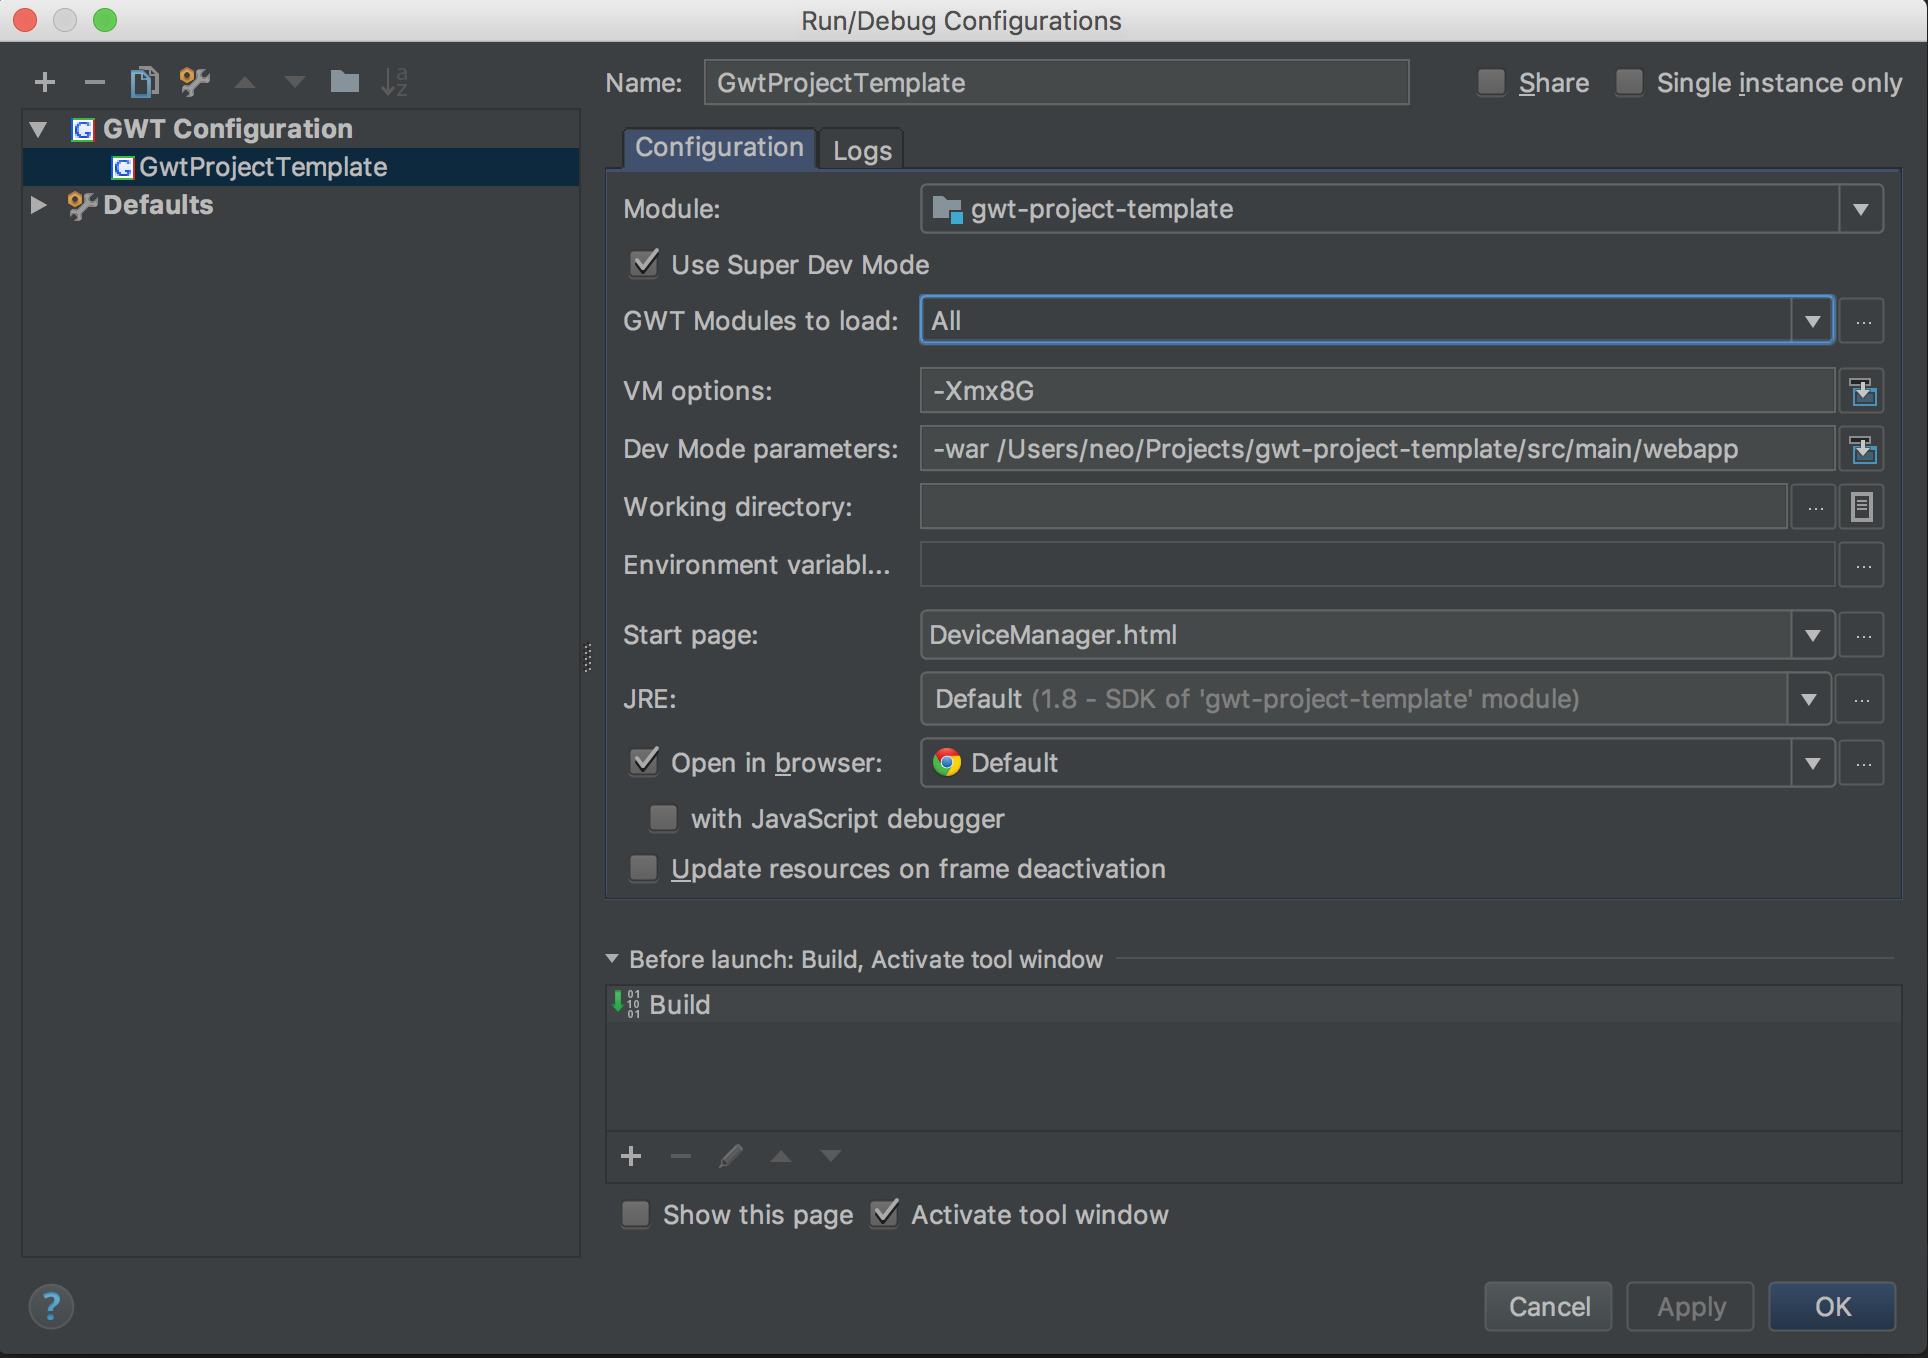 Run/Debug Configurations
GWT Configuration
GwtProjectTemplate
Defaults
Name: GwtProjectTemplate Share Single instance only
Configuration Logs
Module: gwt-project-template
Use Super Dev Mode
GWT Modules to load: All ...
VM options: -Xmx8G
Dev Mode parameters: -war /Users/neo/Projects/gwt-project-template/src/main/webapp
Working directory: ...
Environment variabl... ...
Start page: DeviceManager.html ...
JRE: Default (1.8 - SDK of 'gwt-project-template' module) ...
Open in browser: Default ...
with JavaScript debugger
Update resources on frame deactivation
Before launch: Build, Activate tool window
Build
Show this page Activate tool window
? Cancel Apply OK